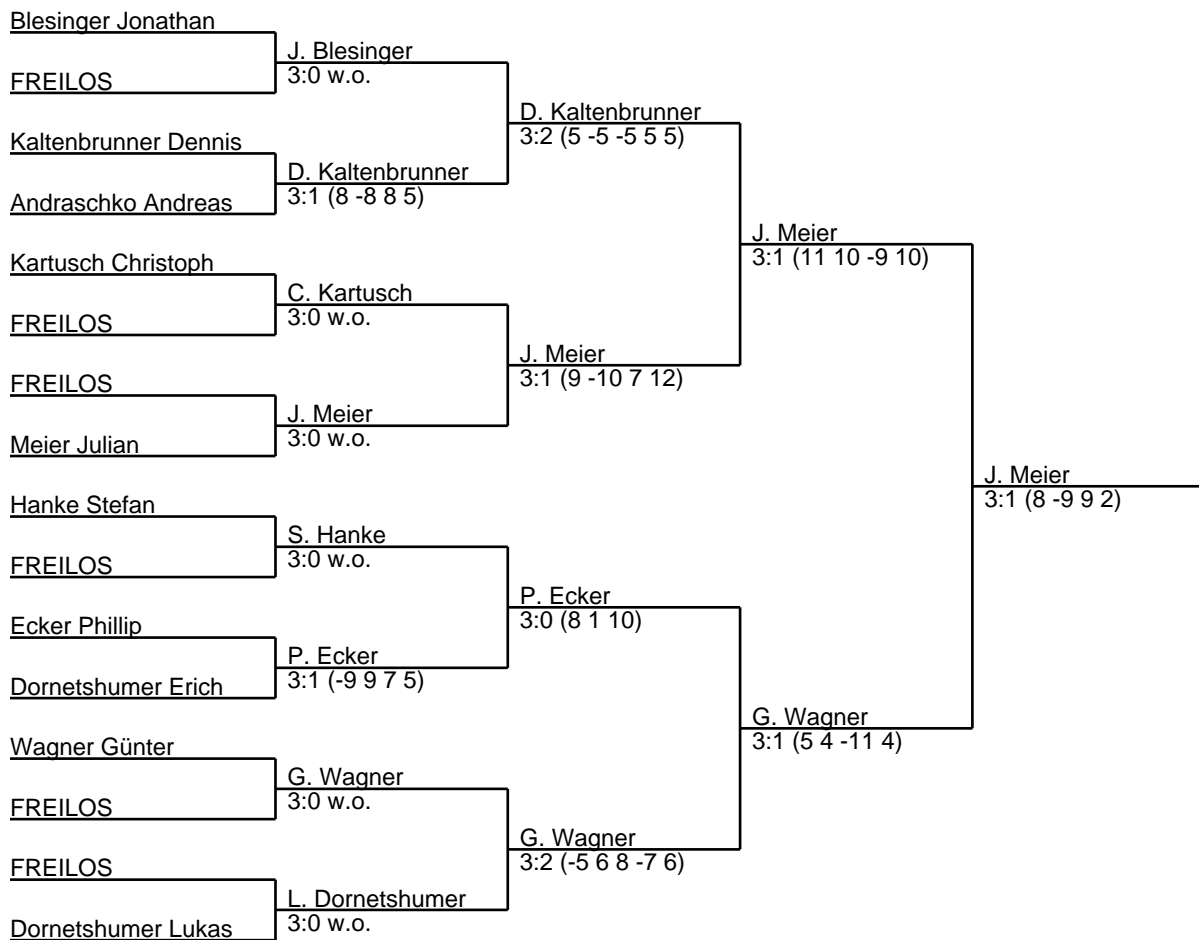 Blesinger Jonathan
J. Blesinger
3:0 w.o.
FREILOS
D. Kaltenbrunner
3:2 (5 -5 -5 5 5)
Kaltenbrunner Dennis
D. Kaltenbrunner
3:1 (8 -8 8 5)
Andraschko Andreas
J. Meier
3:1 (11 10 -9 10)
Kartusch Christoph
C. Kartusch
3:0 w.o.
FREILOS
J. Meier
3:1 (9 -10 7 12)
FREILOS
J. Meier
3:0 w.o.
Meier Julian
J. Meier
3:1 (8 -9 9 2)
Hanke Stefan
S. Hanke
3:0 w.o.
FREILOS
P. Ecker
3:0 (8 1 10)
Ecker Phillip
P. Ecker
3:1 (-9 9 7 5)
Dornetshumer Erich
G. Wagner
3:1 (5 4 -11 4)
Wagner Günter
G. Wagner
3:0 w.o.
FREILOS
G. Wagner
3:2 (-5 6 8 -7 6)
FREILOS
L. Dornetshumer
3:0 w.o.
Dornetshumer Lukas